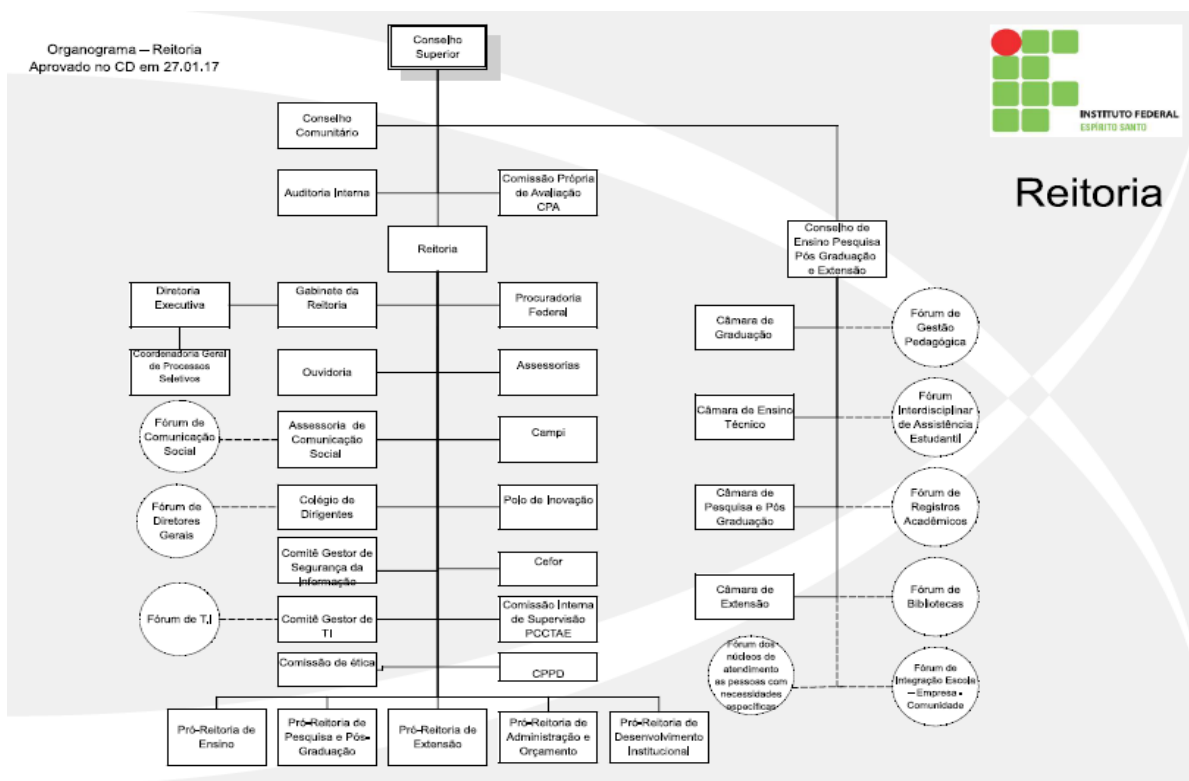 Organograma – Reitoria
Aprovado no CD em 27.01.17
Conselho
Superior
INSTITUTO FEDERAL
ESPÍRITO SANTO
Reitoria
Conselho
Comunitário
Auditoria Interna
Comissão Própria
de Avaliação
CPA
Reitoria
Conselho de
Ensino Pesquisa
Pós Graduação
e Extensão
Diretoria
Executiva
Gabinete da
Reitoria
Procuradoria
Federal
Coordenadoria Geral
de Processos
Seletivos
Ouvidoria
Assessorias
Fórum de
Comunicação
Social
Assessoria de
Comunicação
Social
Campi
Fórum de
Diretores
Gerais
Colégio de
Dirigentes
Polo de Inovação
Comitê Gestor de
Segurança da
Informação
Cefor
Fórum de T.I
Comitê Gestor de
TI
Comissão Interna
de Supervisão
PCCTAE
Comissão de ética
CPPD
Pró-Reitoria de
Ensino
Pró-Reitoria de
Pesquisa e Pós-
Graduação
Pró-Reitoria de
Extensão
Pró-Reitoria de
Administração e
Orçamento
Pró-Reitoria de
Desenvolvimento
Institucional
Câmara de
Graduação
Fórum de
Gestão
Pedagógica
Câmara de Ensino
Técnico
Fórum
Interdisciplinar
de Assistência
Estudantil
Câmara de
Pesquisa e Pós
Graduação
Fórum de
Registros
Acadêmicos
Câmara de
Extensão
Fórum de
Bibliotecas
Fórum dos
núcleos de
atendimento
as pessoas com
necessidades
específicas
Fórum de
Integração Escola
– Empresa -
Comunidade